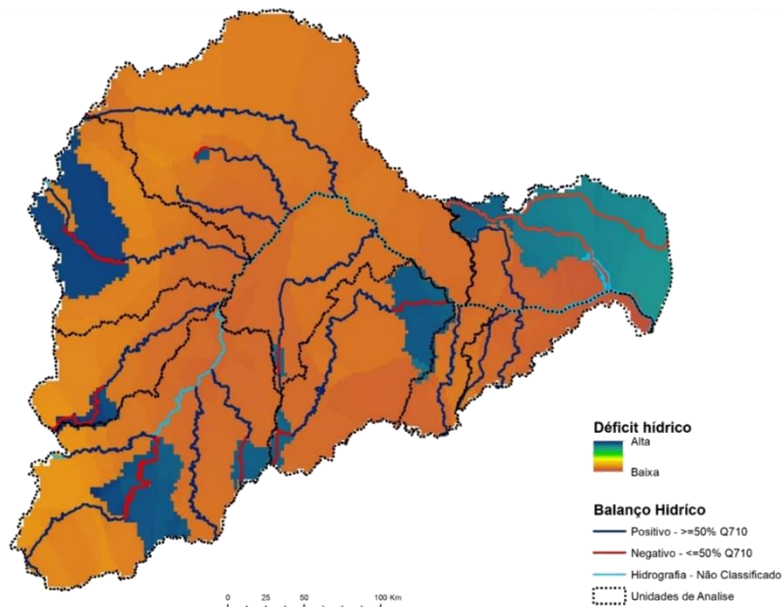 Déficit hídrico
Alta
Baixa
Balanço Hidríco
Positivo - >=50% Q710
Negativo - <=50% Q710
Hidrografia - Não Classificado
Unidades de Analise
0 25 50 100 Km